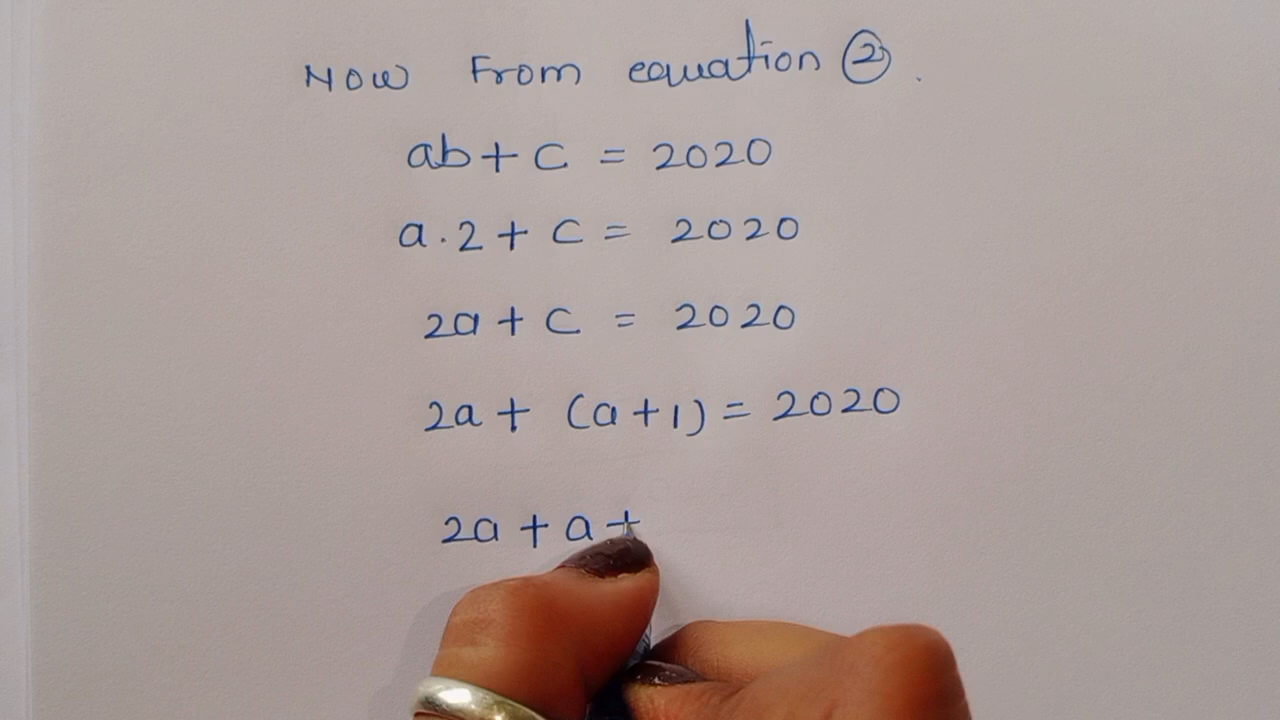 Now From equation ②.
ab + c = 2020
a . 2 + c = 2020
2a + c = 2020
2a + (a + 1) = 2020
2a + a +